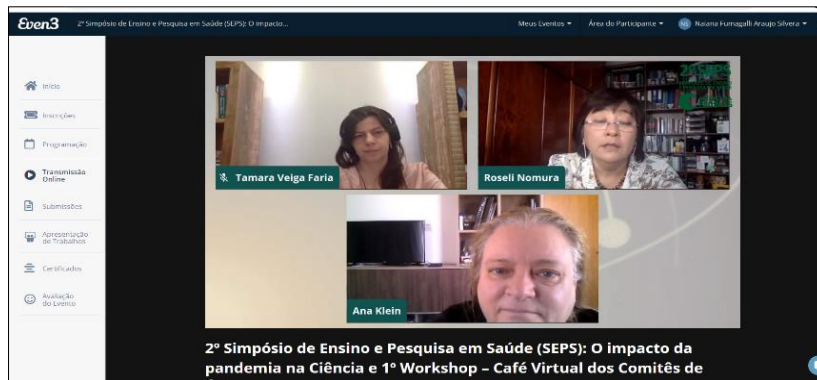 Even3
2º Simpósio de Ensino e Pesquisa em Saúde (SEPS): O impacto...
Meus Eventos
Área do Participante
NS
Naiana Fumagalli Araujo Silvera
Início
Inscrições
Programação
Transmissão
Online
Submissões
Apresentação
de Trabalhos
Certificados
Avaliação
do Evento
2º SEPS
Tamara Veiga Faria
Roseli Nomura
Ana Klein
2º Simpósio de Ensino e Pesquisa em Saúde (SEPS): O impacto da
pandemia na Ciência e 1º Workshop – Café Virtual dos Comitês de